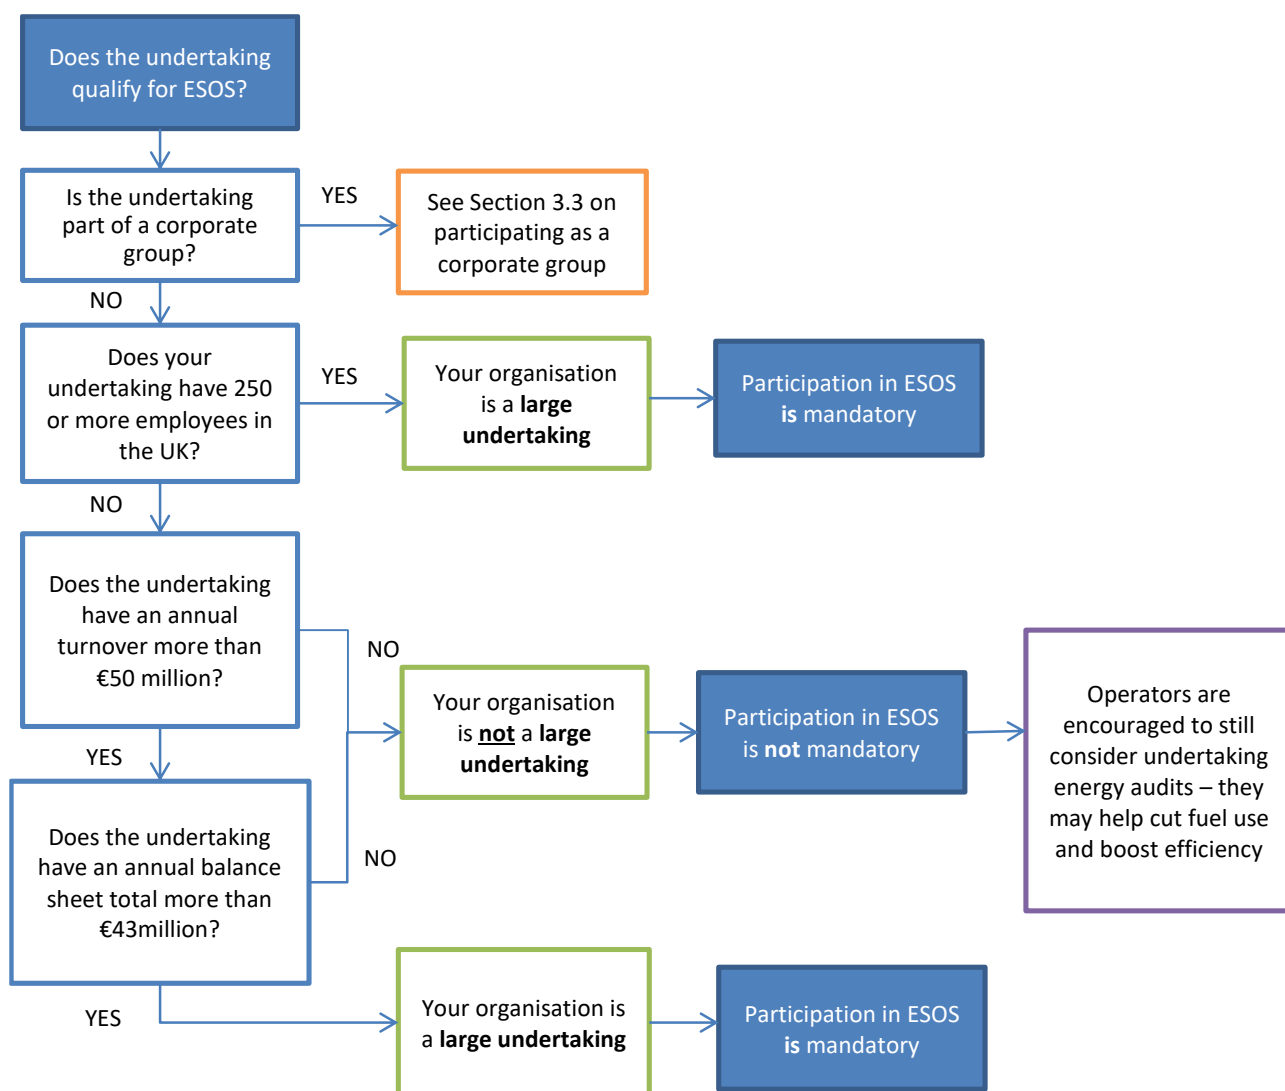 Does the undertaking
qualify for ESOS?
Is the undertaking
part of a corporate
group?
YES
See Section 3.3 on
participating as a
corporate group
NO
Does your
undertaking have 250
or more employees in
the UK?
YES
Your organisation
is a large
undertaking
Participation in ESOS
is mandatory
NO
Does the undertaking
have an annual
turnover more than
€50 million?
NO
Your organisation
is not a large
undertaking
Participation in ESOS
is not mandatory
Operators are
encouraged to still
consider undertaking
energy audits – they
may help cut fuel use
and boost efficiency
YES
Does the undertaking
have an annual balance
sheet total more than
€43million?
NO
YES
Your organisation is
a large undertaking
Participation in ESOS
is mandatory